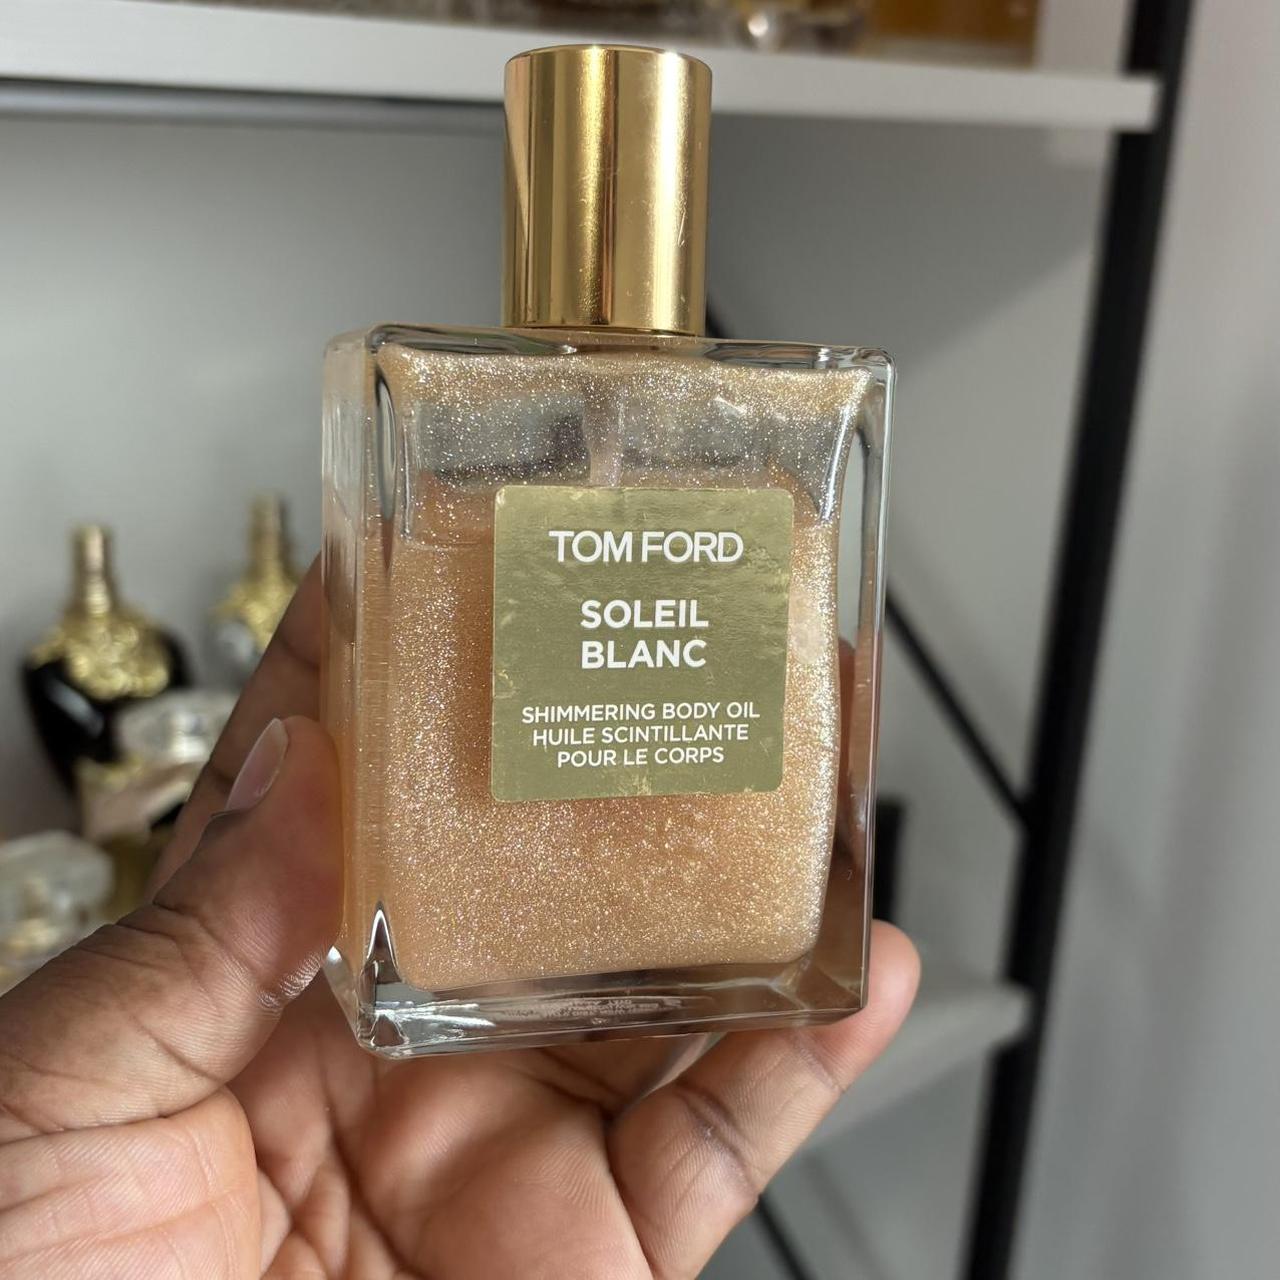 TOM FORD
SOLEIL
BLANC
SHIMMERING BODY OIL
HUILE SCINTILLANTE
POUR LE CORPS